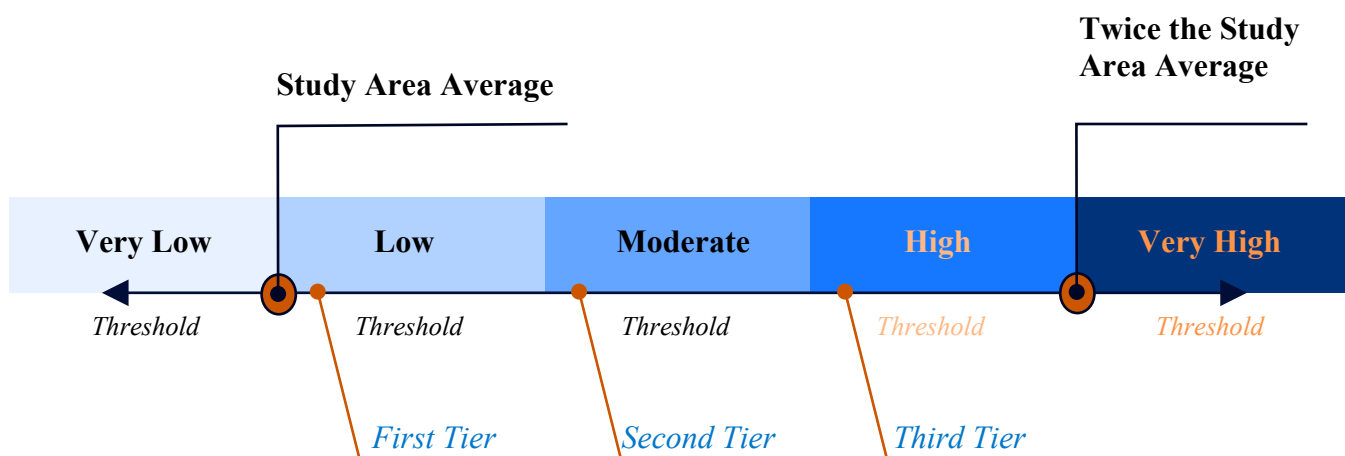 Twice the Study
Area Average
Study Area Average
Very Low
Low
Moderate
High
Very High
Threshold
Threshold
Threshold
Threshold
Threshold
First Tier
Second Tier
Third Tier